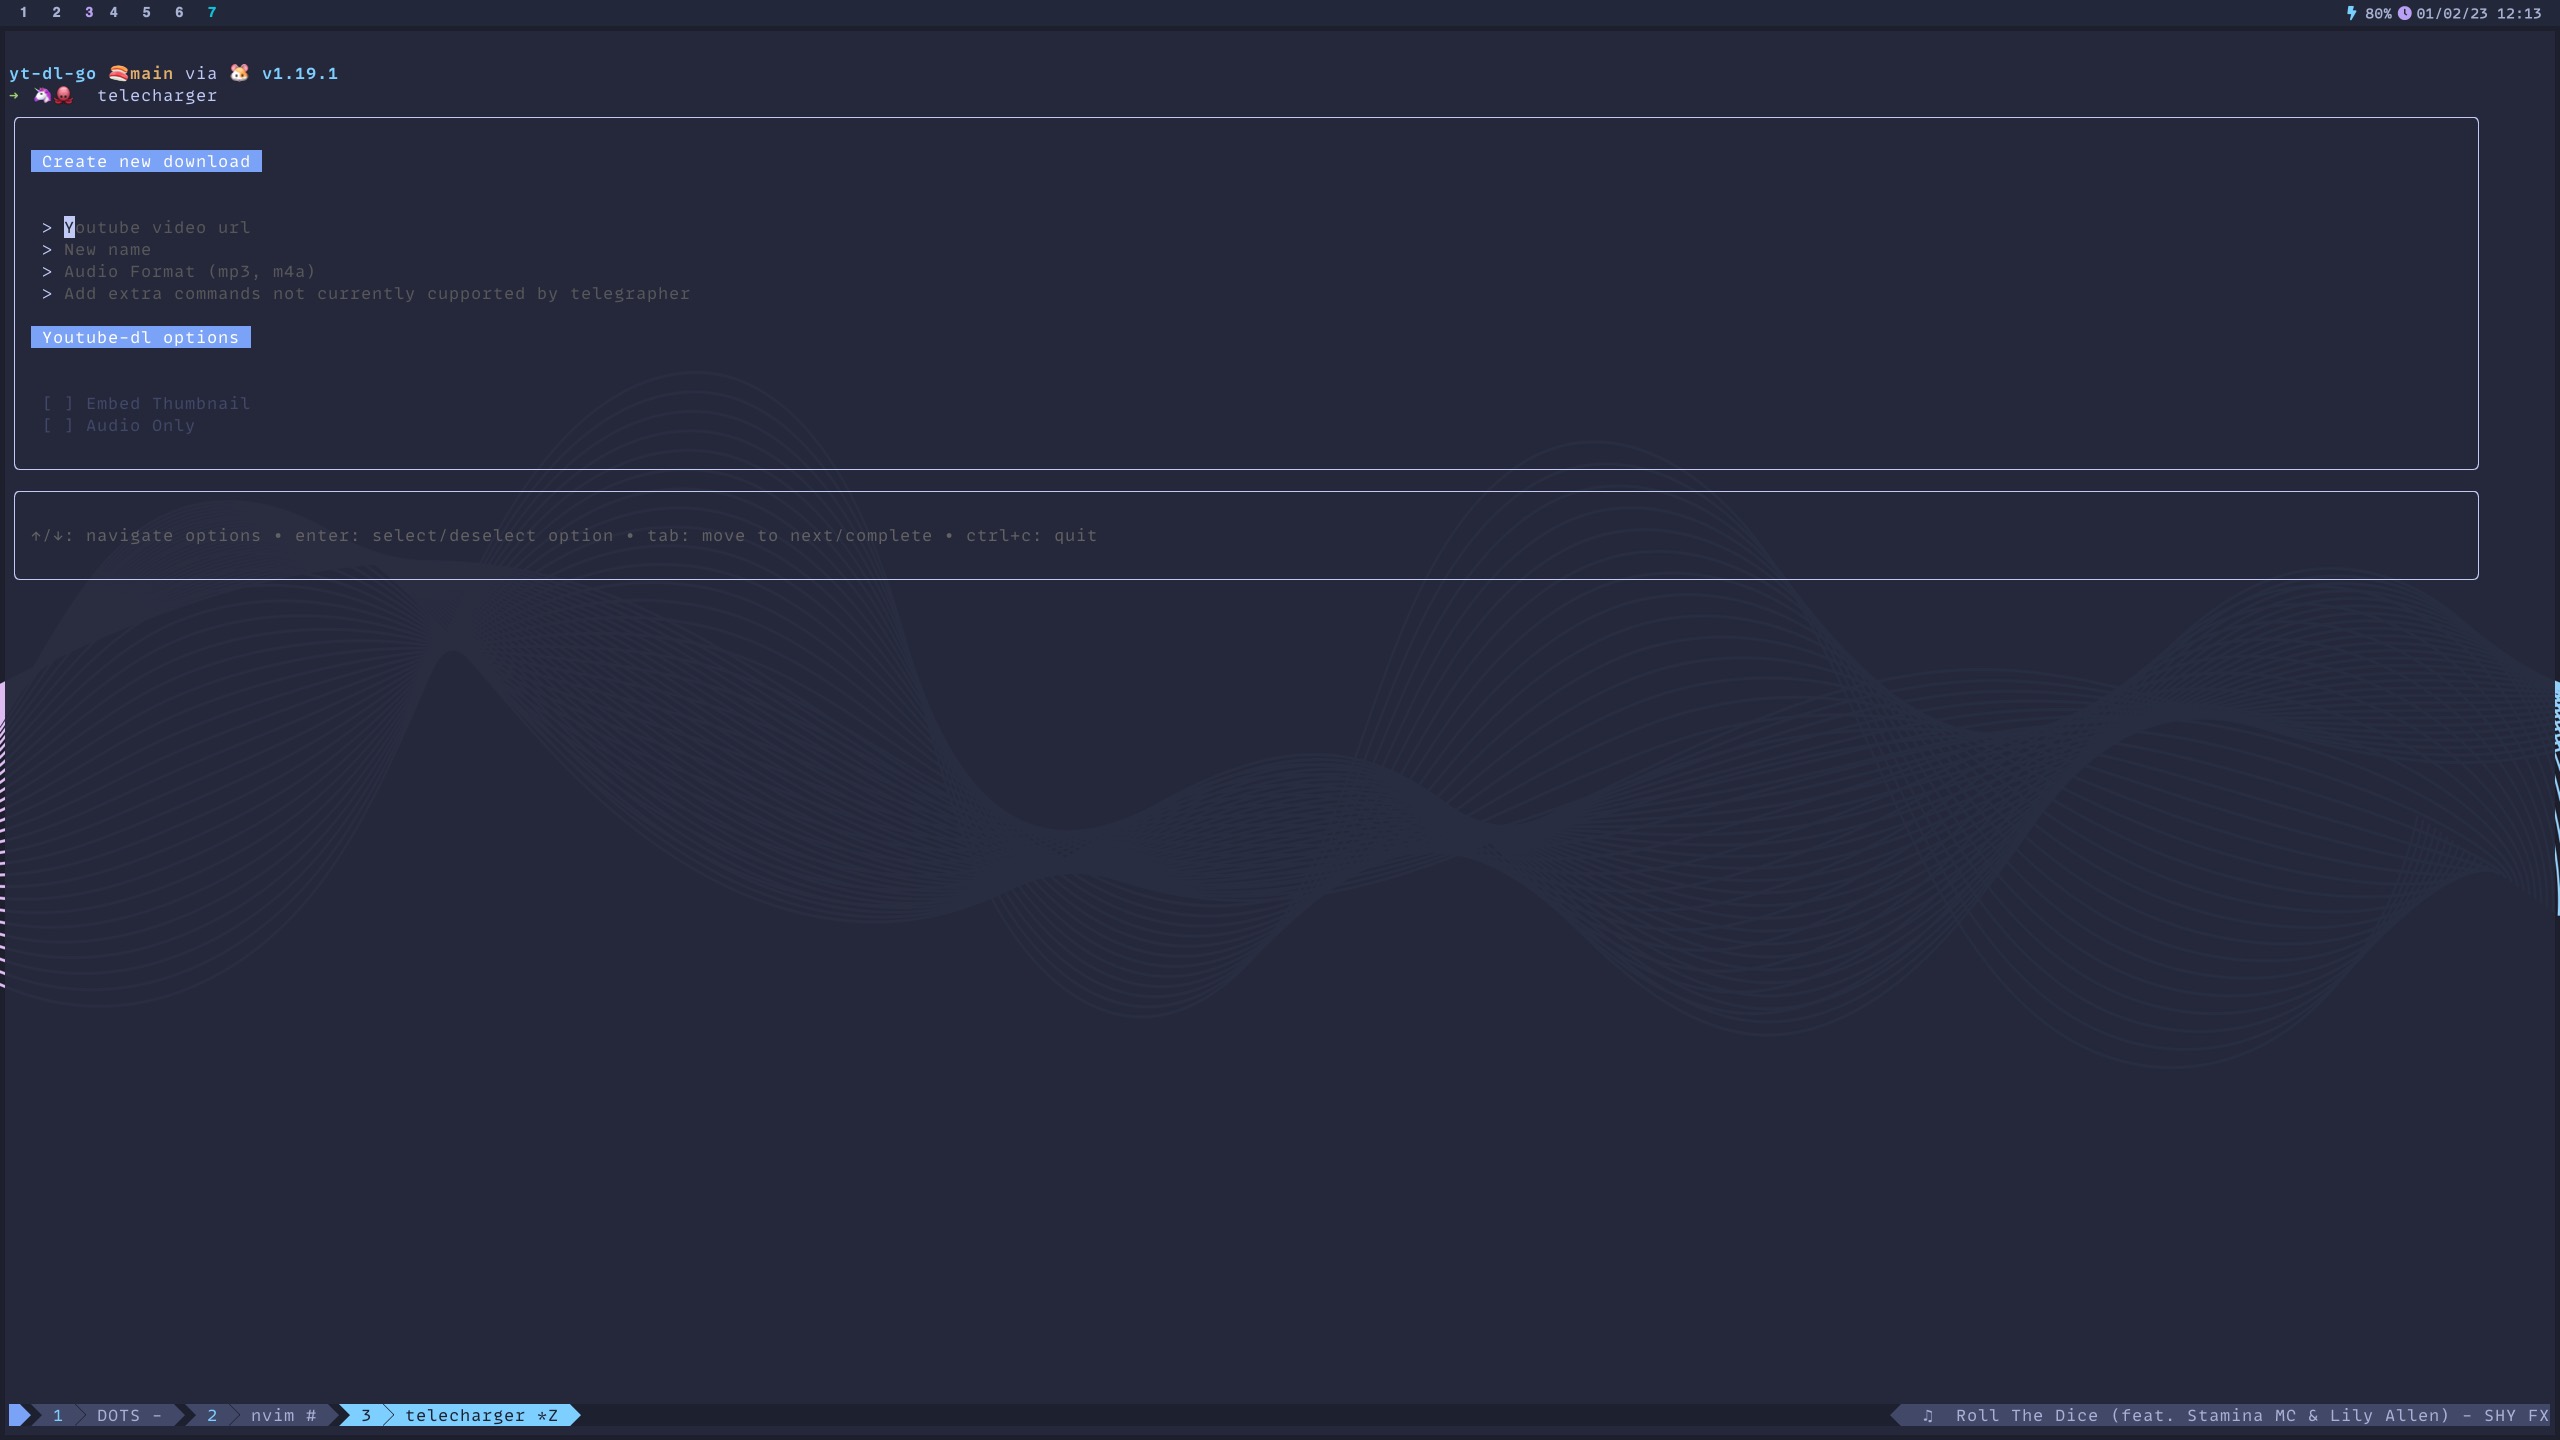 1 2 3 4 5 6 7 80% 01/02/23 12:13
yt-dl-go main via v1.19.1
→ telecharger
Create new download
> Youtube video url
> New name
> Audio Format (mp3, m4a)
> Add extra commands not currently cupported by telegrapher
Youtube-dl options
[ ] Embed Thumbnail
[ ] Audio Only
↑/↓: navigate options • enter: select/deselect option • tab: move to next/complete • ctrl+c: quit
1 DOTS - 2 nvim # 3 telecharger *Z ♫ Roll The Dice (feat. Stamina MC & Lily Allen) - SHY FX